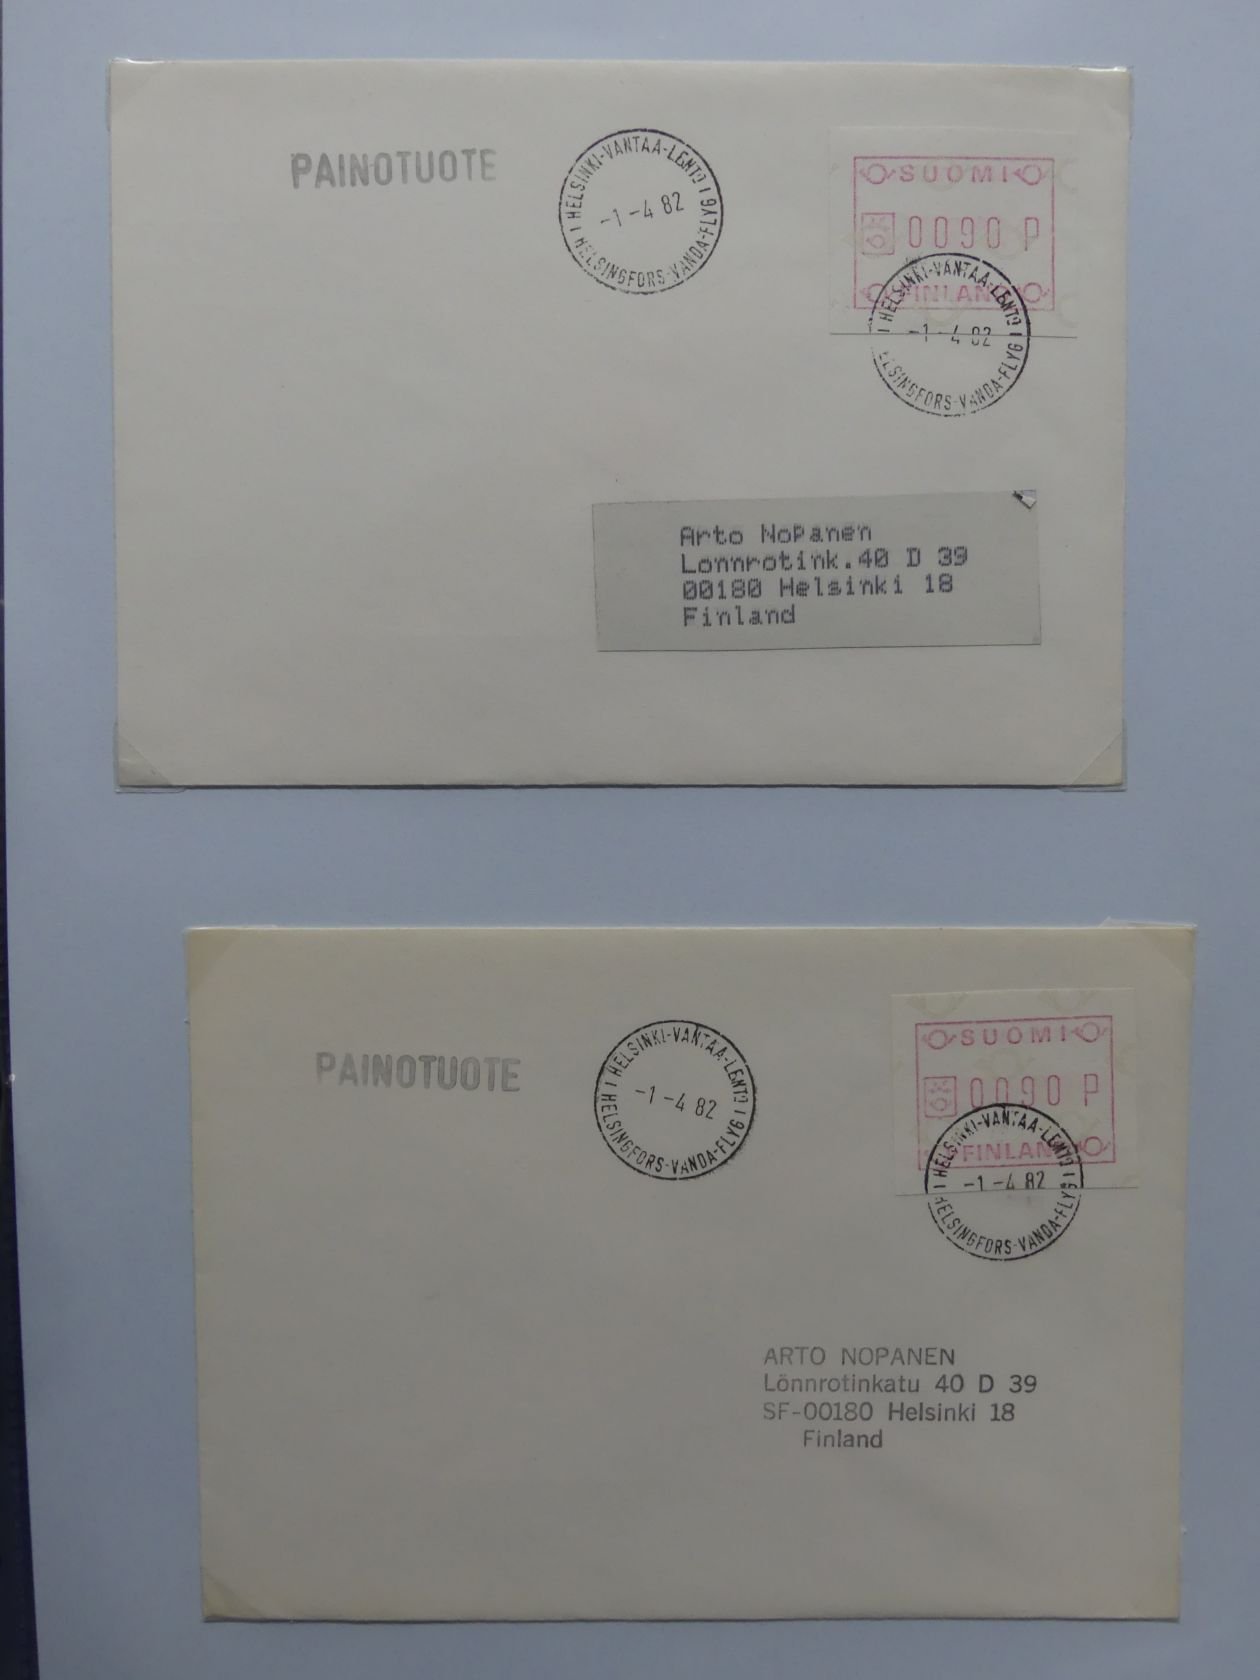 PAINOTUOTE
HELSINKI-VANTAA-LENTO
-1-4 82
HELSINGFORS-VANDA-FLYG
SUOMI
0090 P
FINLAND
HELSINKI-VANTAA-LENTO
-1-4 82
HELSINGFORS-VANDA-FLYG
Arto Nopanen
Lonnrotink.40 D 39
00180 Helsinki 18
Finland
PAINOTUOTE
HELSINKI-VANTAA-LENTO
-1-4 82
HELSINGFORS-VANDA-FLYG
SUOMI
0090 P
FINLAND
HELSINKI-VANTAA-LENTO
-1-4 82
HELSINGFORS-VANDA-FLYG
ARTO NOPANEN
Lönnrotinkatu 40 D 39
SF-00180 Helsinki 18
Finland